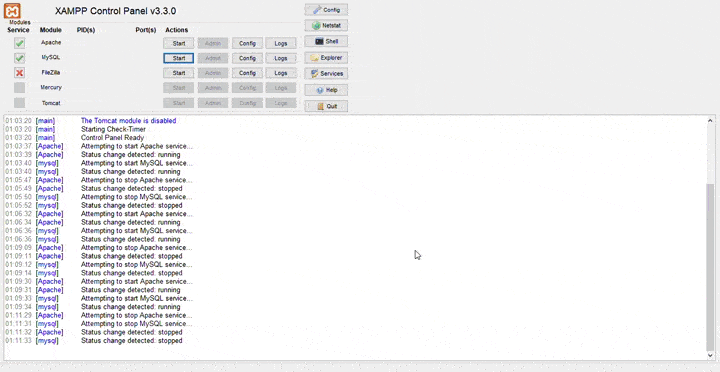 XAMPP Control Panel v3.3.0
Config
Modules
Service Module PID(s) Port(s) Actions
Netstat
Apache Start Admin Config Logs
Shell
MySQL Start Admin Config Logs
Explorer
FileZilla Start Admin Config Logs
Services
Mercury Start Admin Config Logs
Help
Tomcat Start Admin Config Logs
Quit
01:03:20 [main] The Tomcat module is disabled
01:03:20 [main] Starting Check-Timer
01:03:20 [main] Control Panel Ready
01:03:37 [Apache] Attempting to start Apache service...
01:03:39 [Apache] Status change detected: running
01:03:40 [mysql] Attempting to start MySQL service...
01:03:40 [mysql] Status change detected: running
01:05:47 [Apache] Attempting to stop Apache service...
01:05:49 [Apache] Status change detected: stopped
01:05:50 [mysql] Attempting to stop MySQL service...
01:05:52 [mysql] Status change detected: stopped
01:06:32 [Apache] Attempting to start Apache service...
01:06:34 [Apache] Status change detected: running
01:06:36 [mysql] Attempting to start MySQL service...
01:06:36 [mysql] Status change detected: running
01:09:09 [Apache] Attempting to stop Apache service...
01:09:11 [Apache] Status change detected: stopped
01:09:12 [mysql] Attempting to stop MySQL service...
01:09:14 [mysql] Status change detected: stopped
01:09:30 [Apache] Attempting to start Apache service...
01:09:31 [Apache] Status change detected: running
01:09:33 [mysql] Attempting to start MySQL service...
01:09:34 [mysql] Status change detected: running
01:11:29 [Apache] Attempting to stop Apache service...
01:11:31 [mysql] Attempting to stop MySQL service...
01:11:32 [Apache] Status change detected: stopped
01:11:33 [mysql] Status change detected: stopped